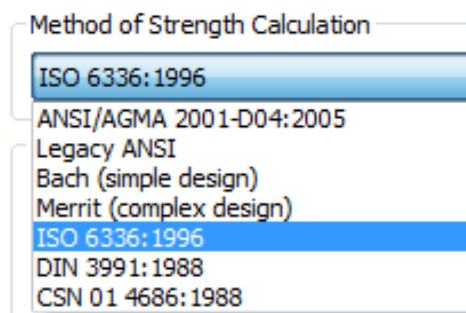 Method of Strength Calculation
ISO 6336:1996
ANSI/AGMA 2001-D04:2005
Legacy ANSI
Bach (simple design)
Merrit (complex design)
ISO 6336:1996
DIN 3991:1988
CSN 01 4686:1988